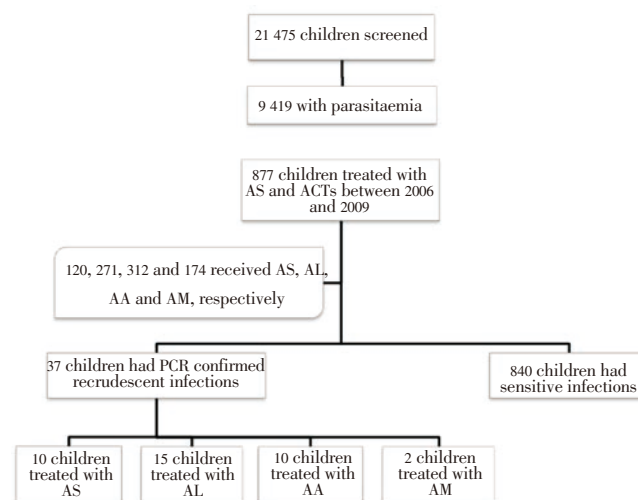 21 475 children screened
9 419 with parasitaemia
877 children treated with
AS and ACTs between 2006
and 2009
120, 271, 312 and 174 received AS, AL,
AA and AM, respectively
37 children had PCR confirmed
recrudescent infections
840 children had
sensitive infections
10 children
treated with
AS
15 children
treated with
AL
10 children
treated with
AA
2 children
treated with
AM